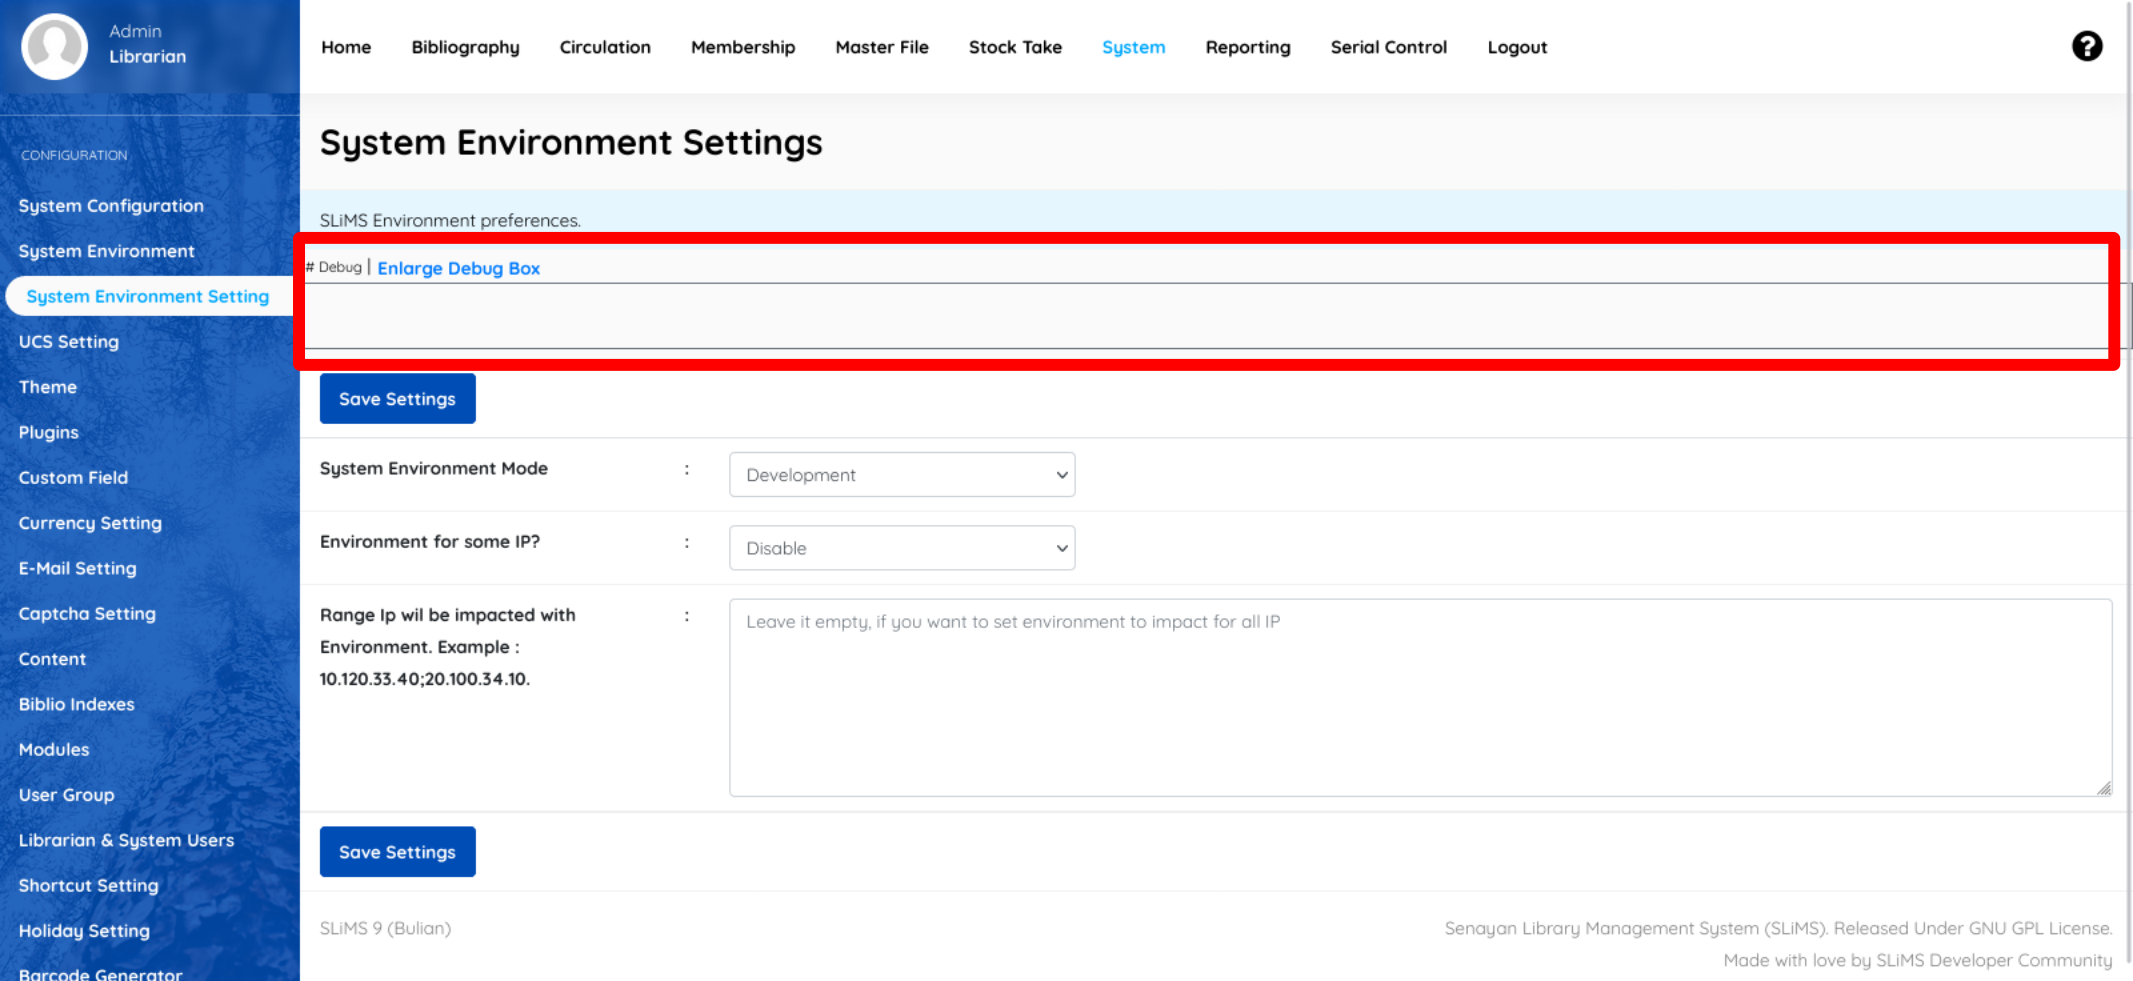 Admin
Librarian
Home Bibliography Circulation Membership Master File Stock Take System Reporting Serial Control Logout
?
CONFIGURATION
System Configuration
System Environment
System Environment Setting
UCS Setting
Theme
Plugins
Custom Field
Currency Setting
E-Mail Setting
Captcha Setting
Content
Biblio Indexes
Modules
User Group
Librarian & System Users
Shortcut Setting
Holiday Setting
Barcode Generator
System Environment Settings
SLiMS Environment preferences.
# Debug | Enlarge Debug Box
Save Settings
System Environment Mode : Development
Environment for some IP? : Disable
Range Ip wil be impacted with
Environment. Example :
10.120.33.40;20.100.34.10.
:
Leave it empty, if you want to set environment to impact for all IP
Save Settings
SLiMS 9 (Bulian)
Senayan Library Management System (SLiMS). Released Under GNU GPL License.
Made with love by SLiMS Developer Community